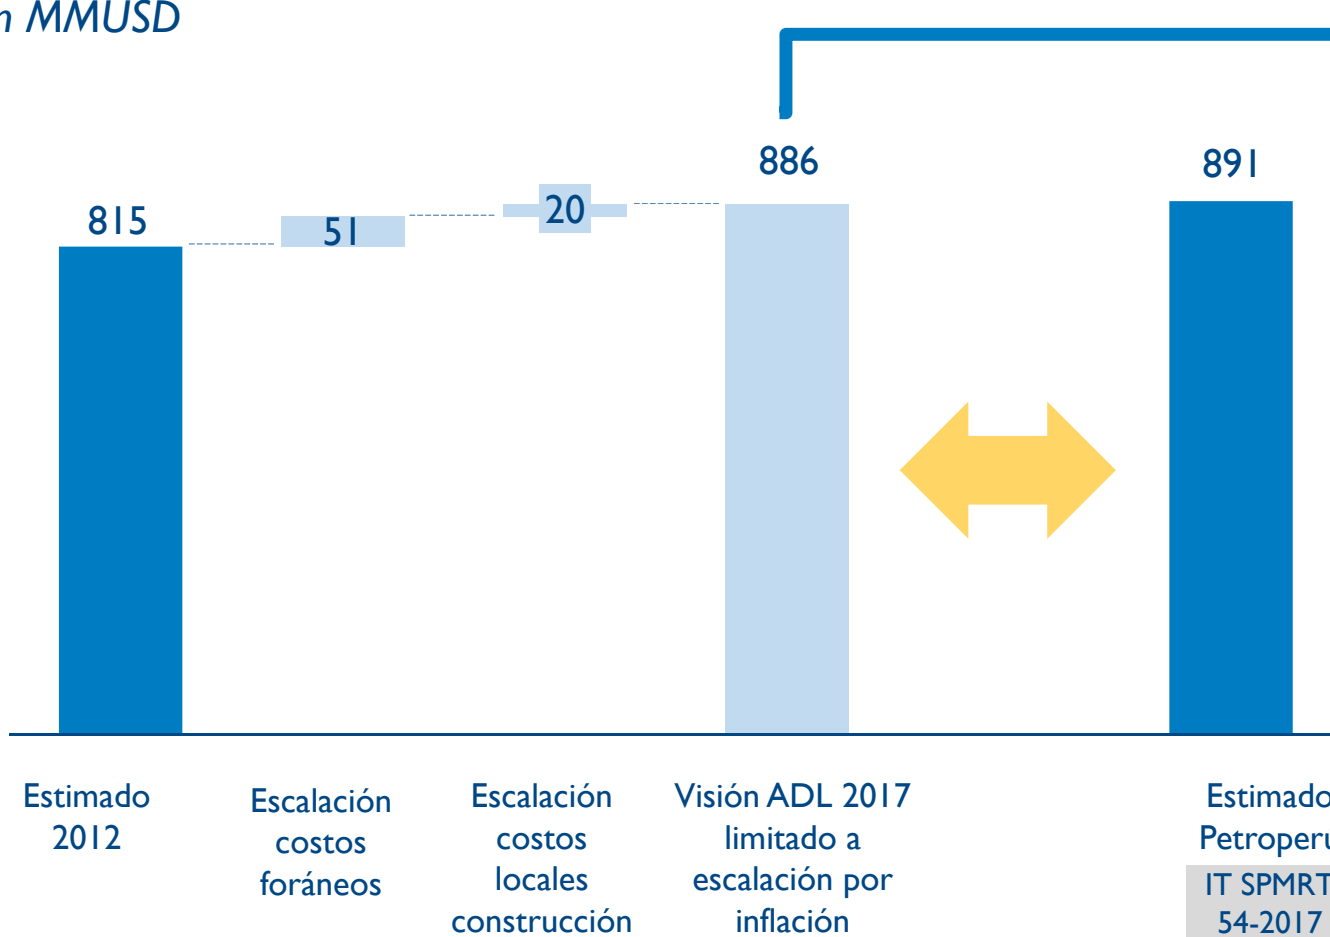 n MMUSD
886
891
815
51
20
Estimado
2012
Escalación
costos
foráneos
Escalación
costos
locales
construcción
Visión ADL 2017
limitado a
escalación por
inflación
Estimado
Petroperu
IT SPMRT
54-2017